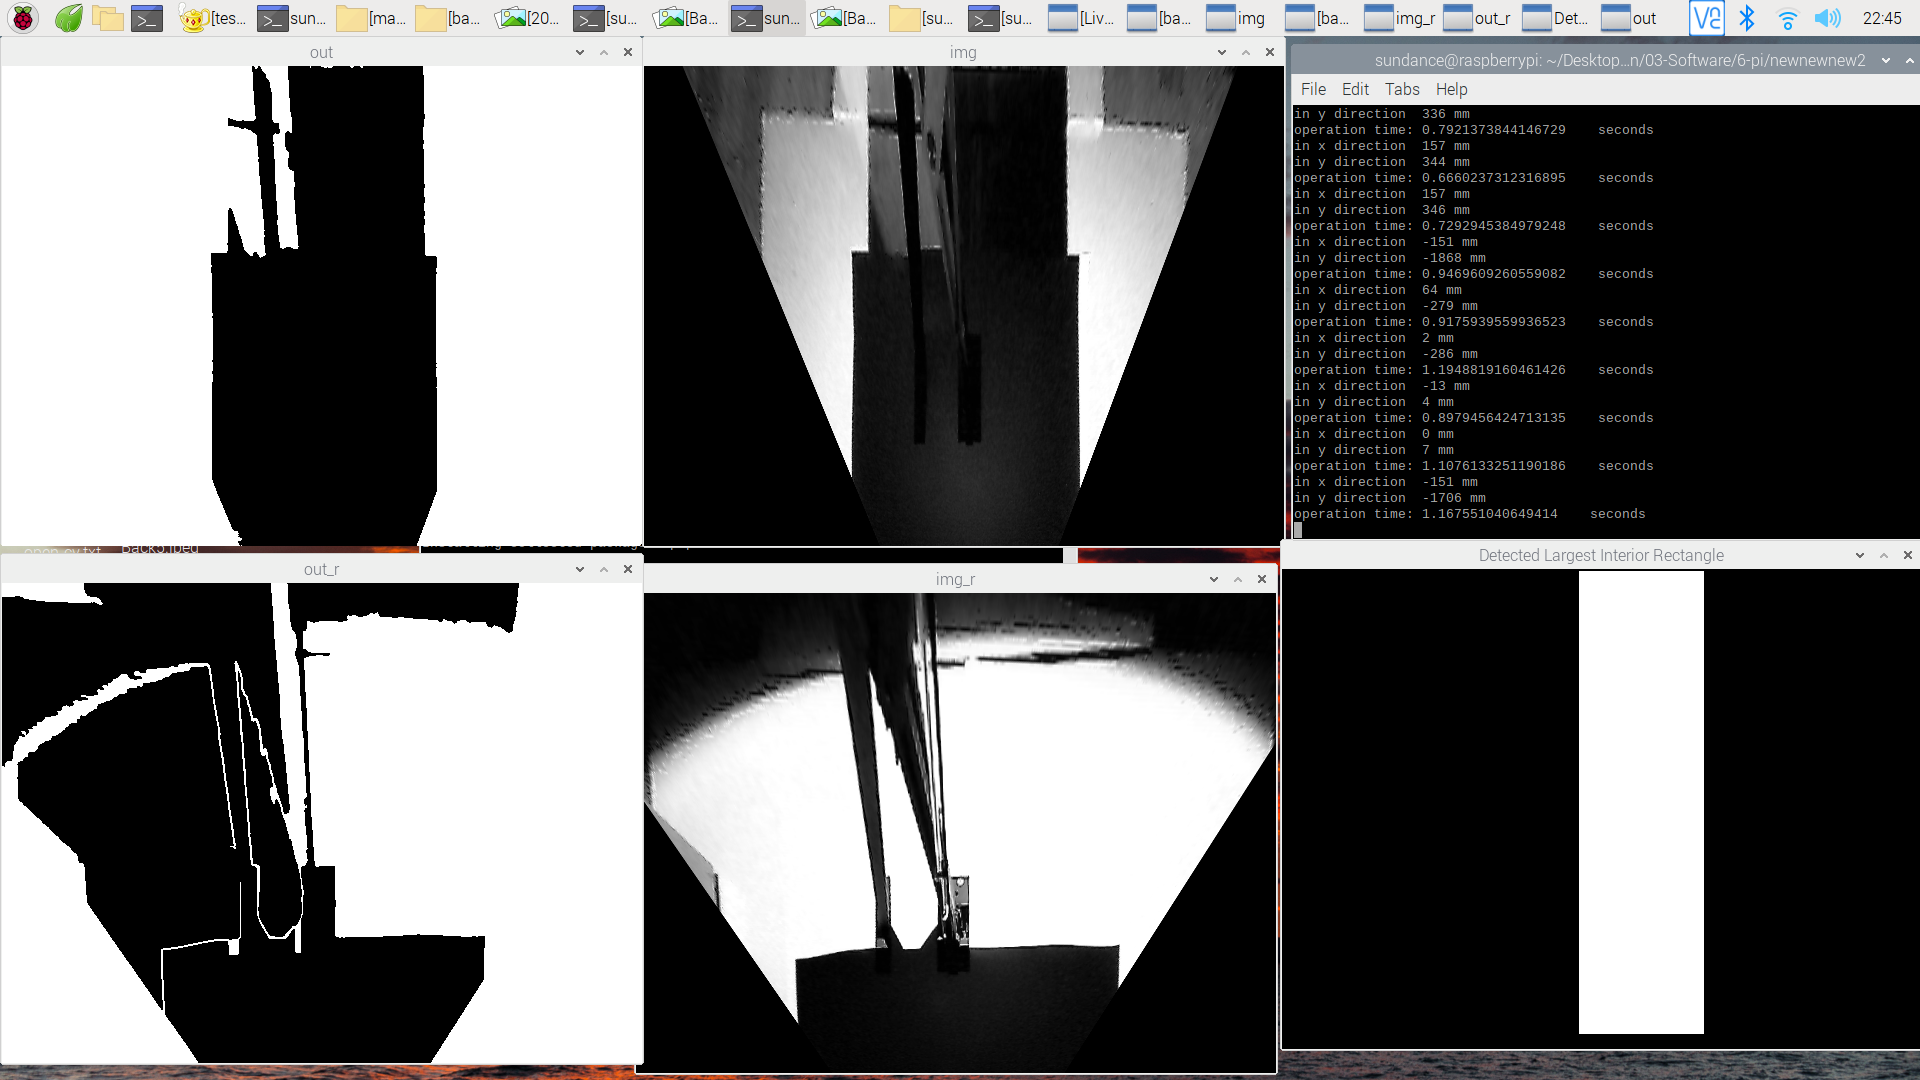 [tes... sun... [ma... [ba... [20... [su... [Ba... sun... [Ba... [su... [su... [Liv... [ba... img [ba... img_r out_r Det... out 22:45
out
img
sundance@raspberrypi: ~/Desktop...n/03-Software/6-pi/newnewnew2
File Edit Tabs Help
in y direction 336 mm
operation time: 0.7921373844146729 seconds
in x direction 157 mm
in y direction 344 mm
operation time: 0.6660237312316895 seconds
in x direction 157 mm
in y direction 346 mm
operation time: 0.7292945384979248 seconds
in x direction -151 mm
in y direction -1868 mm
operation time: 0.9469609260559082 seconds
in x direction 64 mm
in y direction -279 mm
operation time: 0.9175939559936523 seconds
in x direction 2 mm
in y direction -286 mm
operation time: 1.1948819160461426 seconds
in x direction -13 mm
in y direction 4 mm
operation time: 0.8979456424713135 seconds
in x direction 0 mm
in y direction 7 mm
operation time: 1.1076133251190186 seconds
in x direction -151 mm
in y direction -1706 mm
operation time: 1.167551040649414 seconds
Back5.jpeg
out_r
img_r
Detected Largest Interior Rectangle